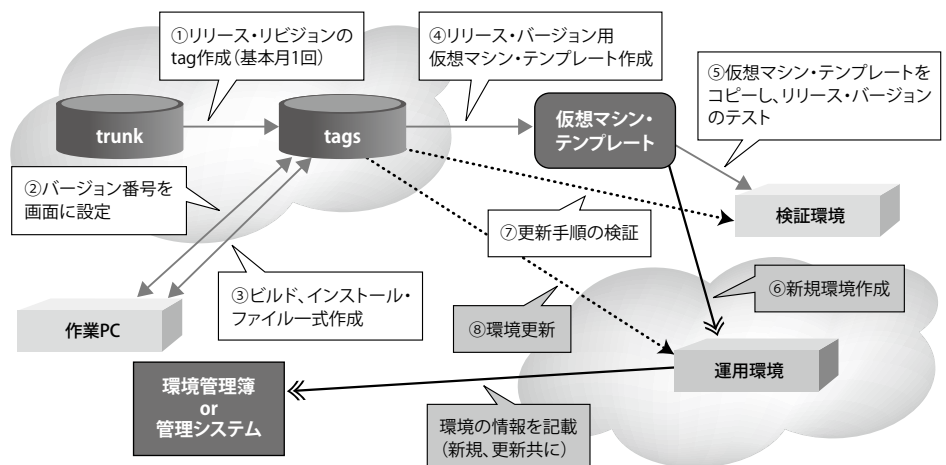 ①リリース・リビジョンの
tag作成(基本月1回)
④リリース・バージョン用
仮想マシン・テンプレート作成
⑤仮想マシン・テンプレートを
コピーし、リリース・バージョン
のテスト
trunk
tags
仮想マシン・
テンプレート
②バージョン番号を
画面に設定
検証環境
⑦更新手順の検証
③ビルド、インストール・
ファイル一式作成
⑥新規環境作成
作業PC
⑧環境更新
運用環境
環境管理簿
or
管理システム
環境の情報を記載
(新規、更新共に)